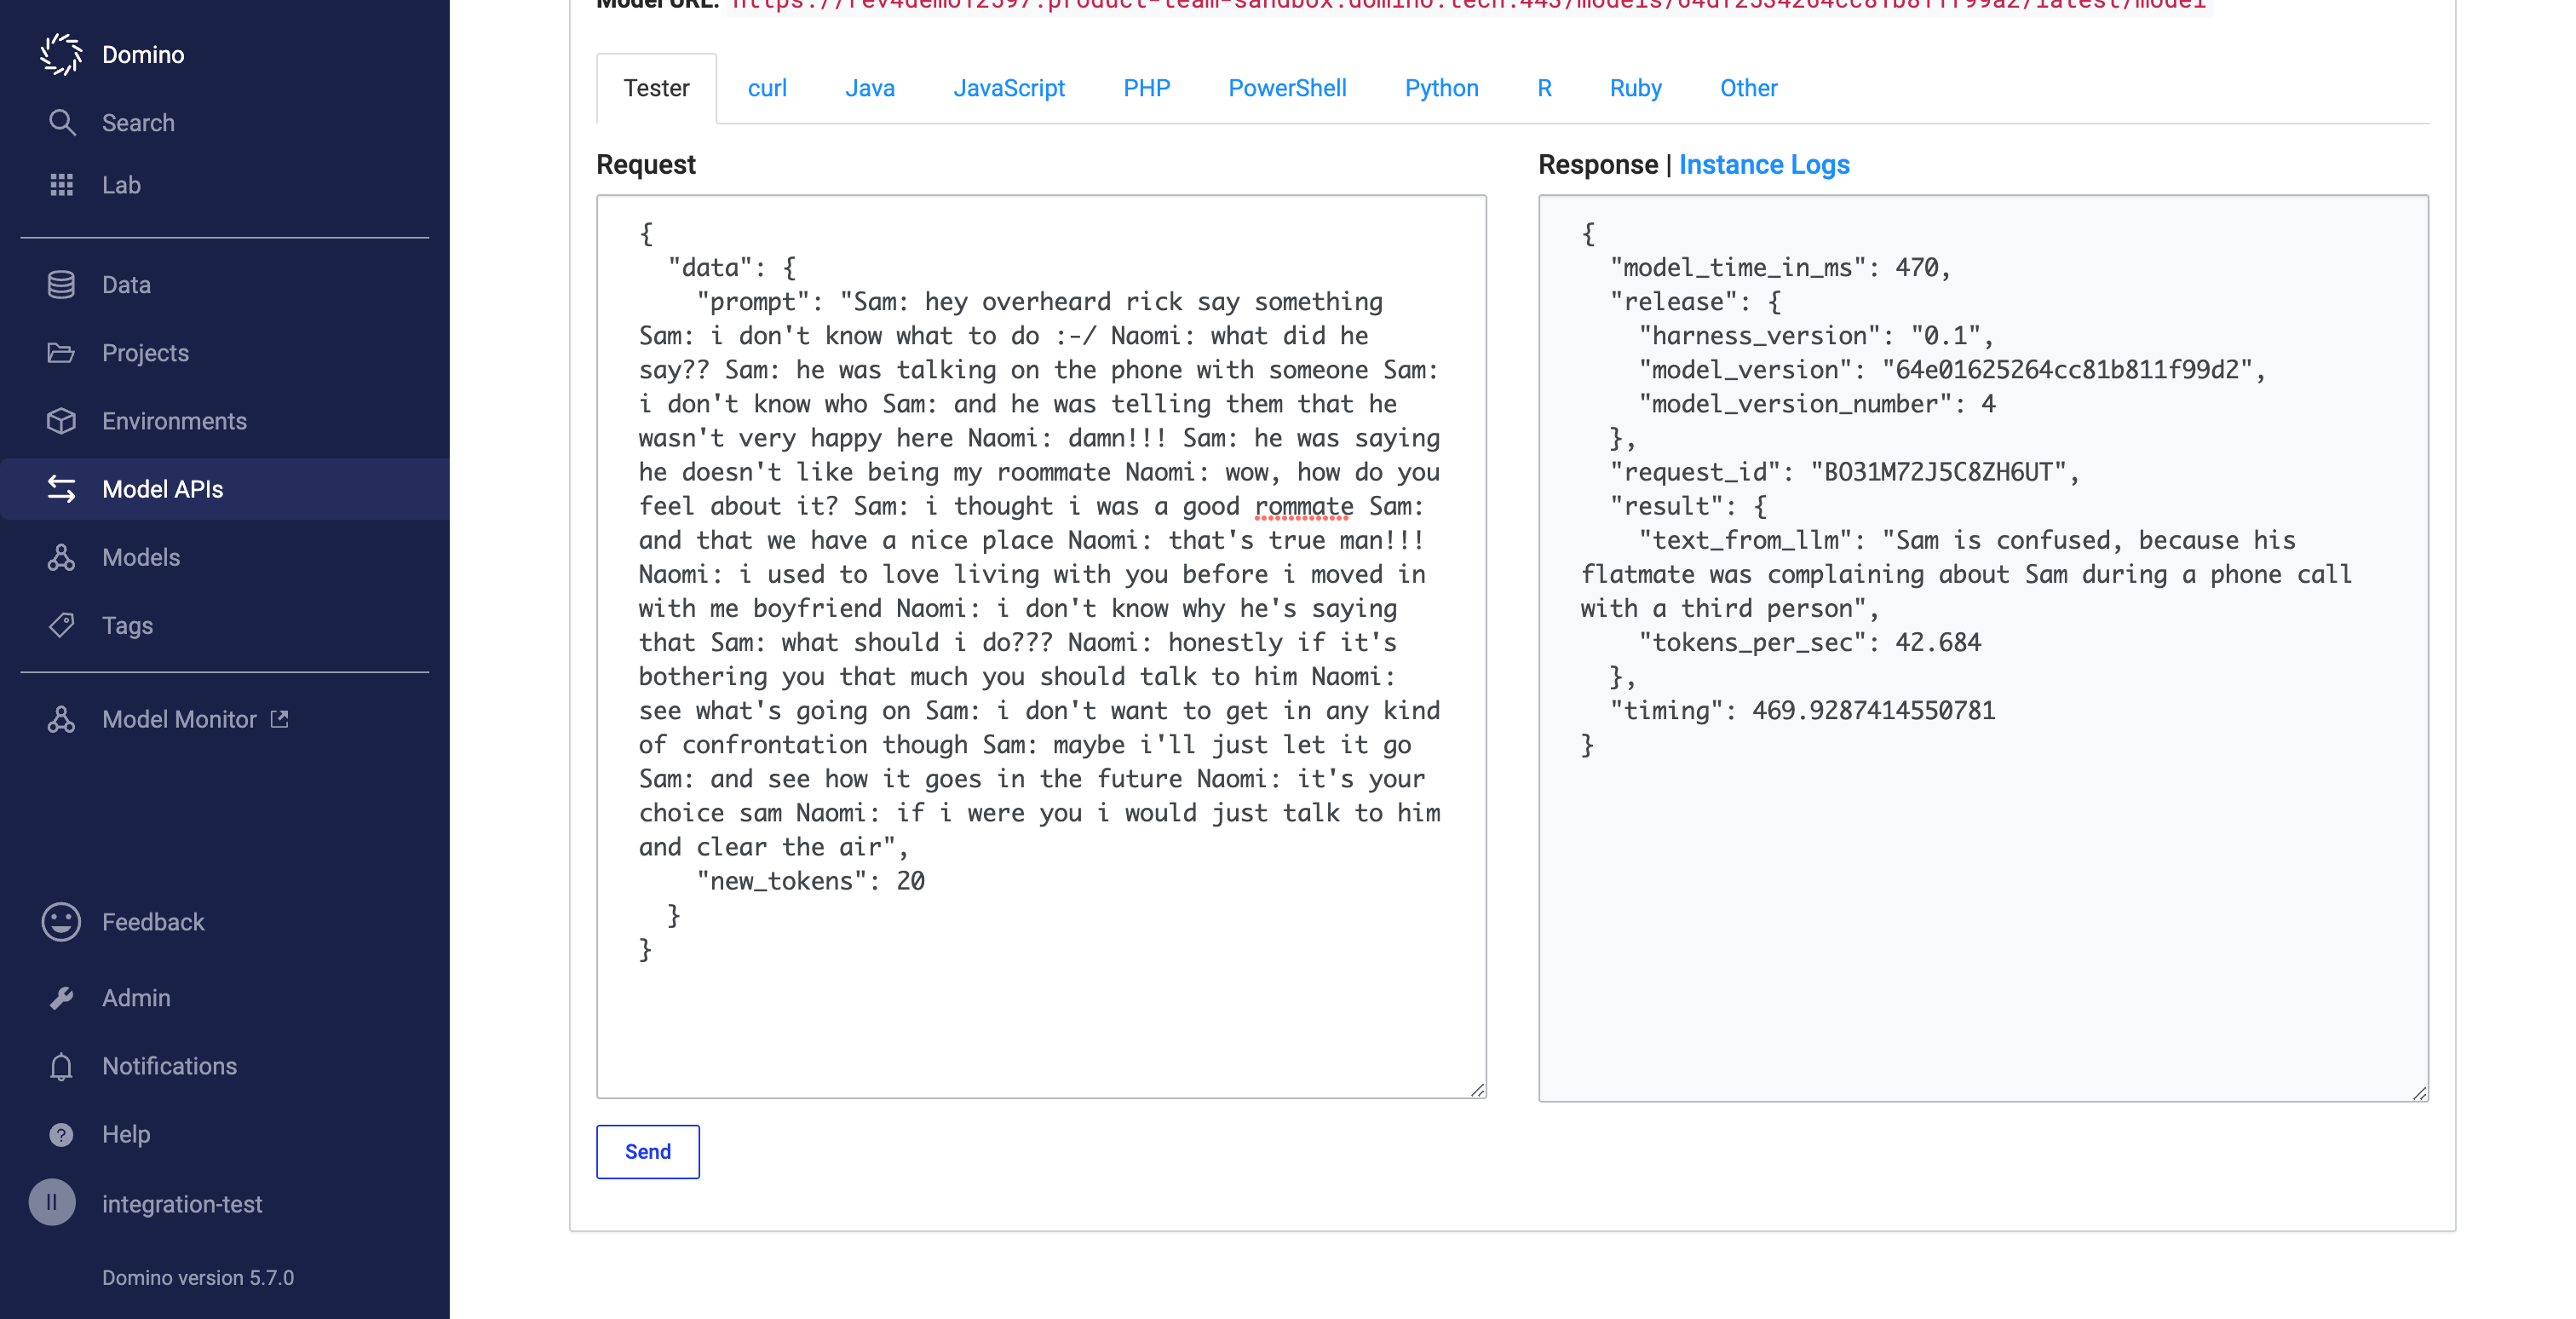 Domino
Search
Lab
Data
Projects
Environments
Model APIs
Models
Tags
Model Monitor
Feedback
Admin
Notifications
Help
II
integration-test
Domino version 5.7.0
Model URL:
Tester
curl
Java
JavaScript
PHP
PowerShell
Python
R
Ruby
Other
Request
{
"data": {
"prompt": "Sam: hey overheard rick say something
Sam: i don't know what to do :-/ Naomi: what did he
say?? Sam: he was talking on the phone with someone Sam:
i don't know who Sam: and he was telling them that he
wasn't very happy here Naomi: damn!!! Sam: he was saying
he doesn't like being my roommate Naomi: wow, how do you
feel about it? Sam: i thought i was a good rommate Sam:
and that we have a nice place Naomi: that's true man!!!
Naomi: i used to love living with you before i moved in
with me boyfriend Naomi: i don't know why he's saying
that Sam: what should i do??? Naomi: honestly if it's
bothering you that much you should talk to him Naomi:
see what's going on Sam: i don't want to get in any kind
of confrontation though Sam: maybe i'll just let it go
Sam: and see how it goes in the future Naomi: it's your
choice sam Naomi: if i were you i would just talk to him
and clear the air",
"new_tokens": 20
}
}
Send
Response | Instance Logs
{
"model_time_in_ms": 470,
"release": {
"harness_version": "0.1",
"model_version": "64e01625264cc81b811f99d2",
"model_version_number": 4
},
"request_id": "BO31M72J5C8ZH6UT",
"result": {
"text_from_llm": "Sam is confused, because his
flatmate was complaining about Sam during a phone call
with a third person",
"tokens_per_sec": 42.684
},
"timing": 469.9287414550781
}